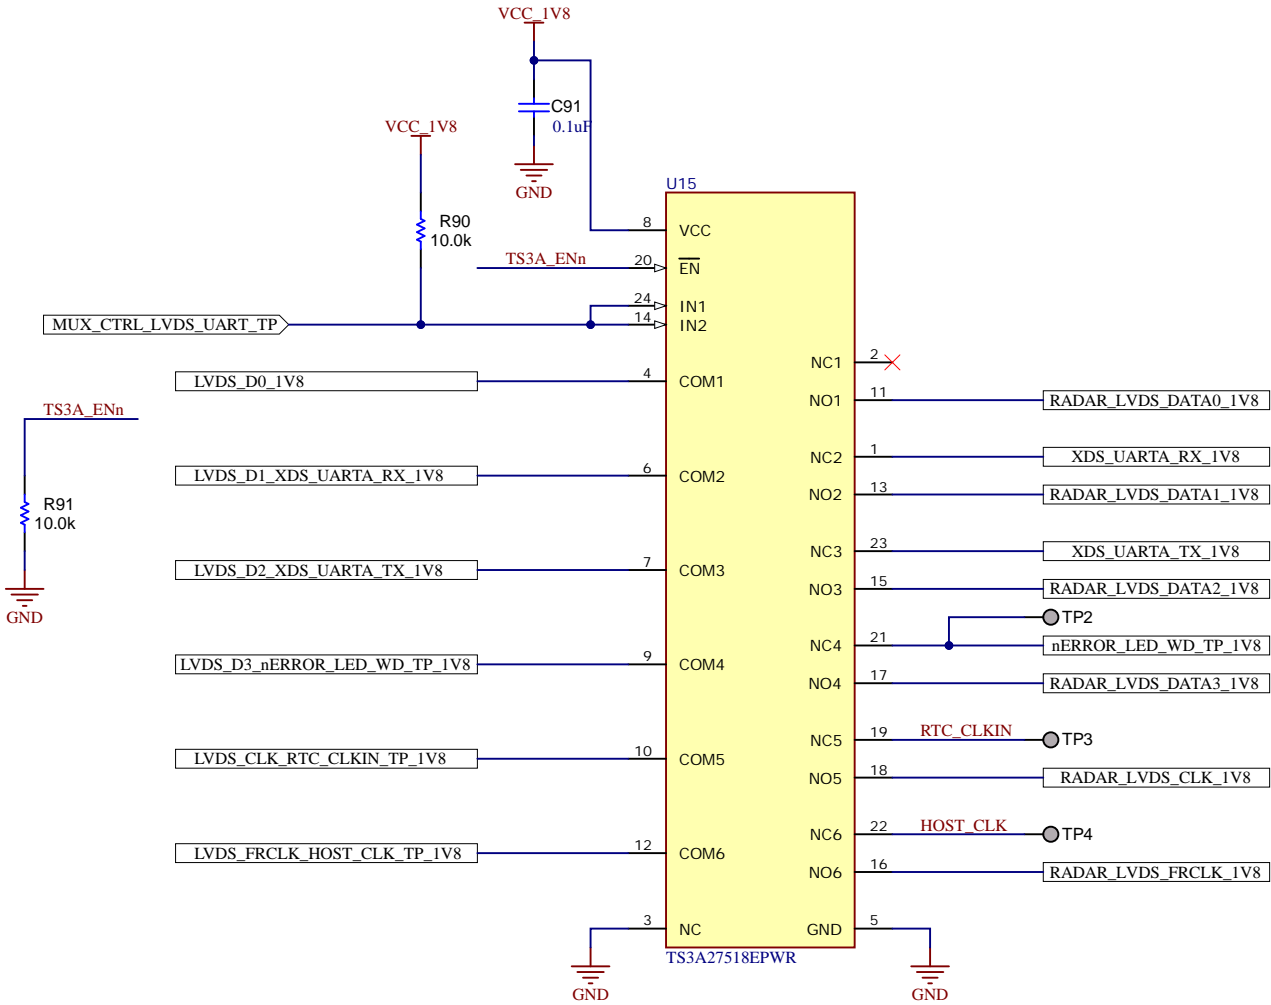 VCC_1V8
C91
0.1uF
GND
VCC_1V8
R90
10.0k
U15
8
VCC
TS3A_ENn
20
EN
24
IN1
MUX_CTRL_LVDS_UART_TP
14
IN2
NC1
2
LVDS_D0_1V8
4
COM1
NO1
11
RADAR_LVDS_DATA0_1V8
TS3A_ENn
R91
10.0k
GND
NC2
1
XDS_UARTA_RX_1V8
LVDS_D1_XDS_UARTA_RX_1V8
6
COM2
NO2
13
RADAR_LVDS_DATA1_1V8
NC3
23
XDS_UARTA_TX_1V8
LVDS_D2_XDS_UARTA_TX_1V8
7
COM3
NO3
15
RADAR_LVDS_DATA2_1V8
TP2
NC4
21
nERROR_LED_WD_TP_1V8
LVDS_D3_nERROR_LED_WD_TP_1V8
9
COM4
NO4
17
RADAR_LVDS_DATA3_1V8
NC5
19
RTC_CLKIN
TP3
LVDS_CLK_RTC_CLKIN_TP_1V8
10
COM5
NO5
18
RADAR_LVDS_CLK_1V8
NC6
22
HOST_CLK
TP4
LVDS_FRCLK_HOST_CLK_TP_1V8
12
COM6
NO6
16
RADAR_LVDS_FRCLK_1V8
3
NC
GND
5
TS3A27518EPWR
GND
GND